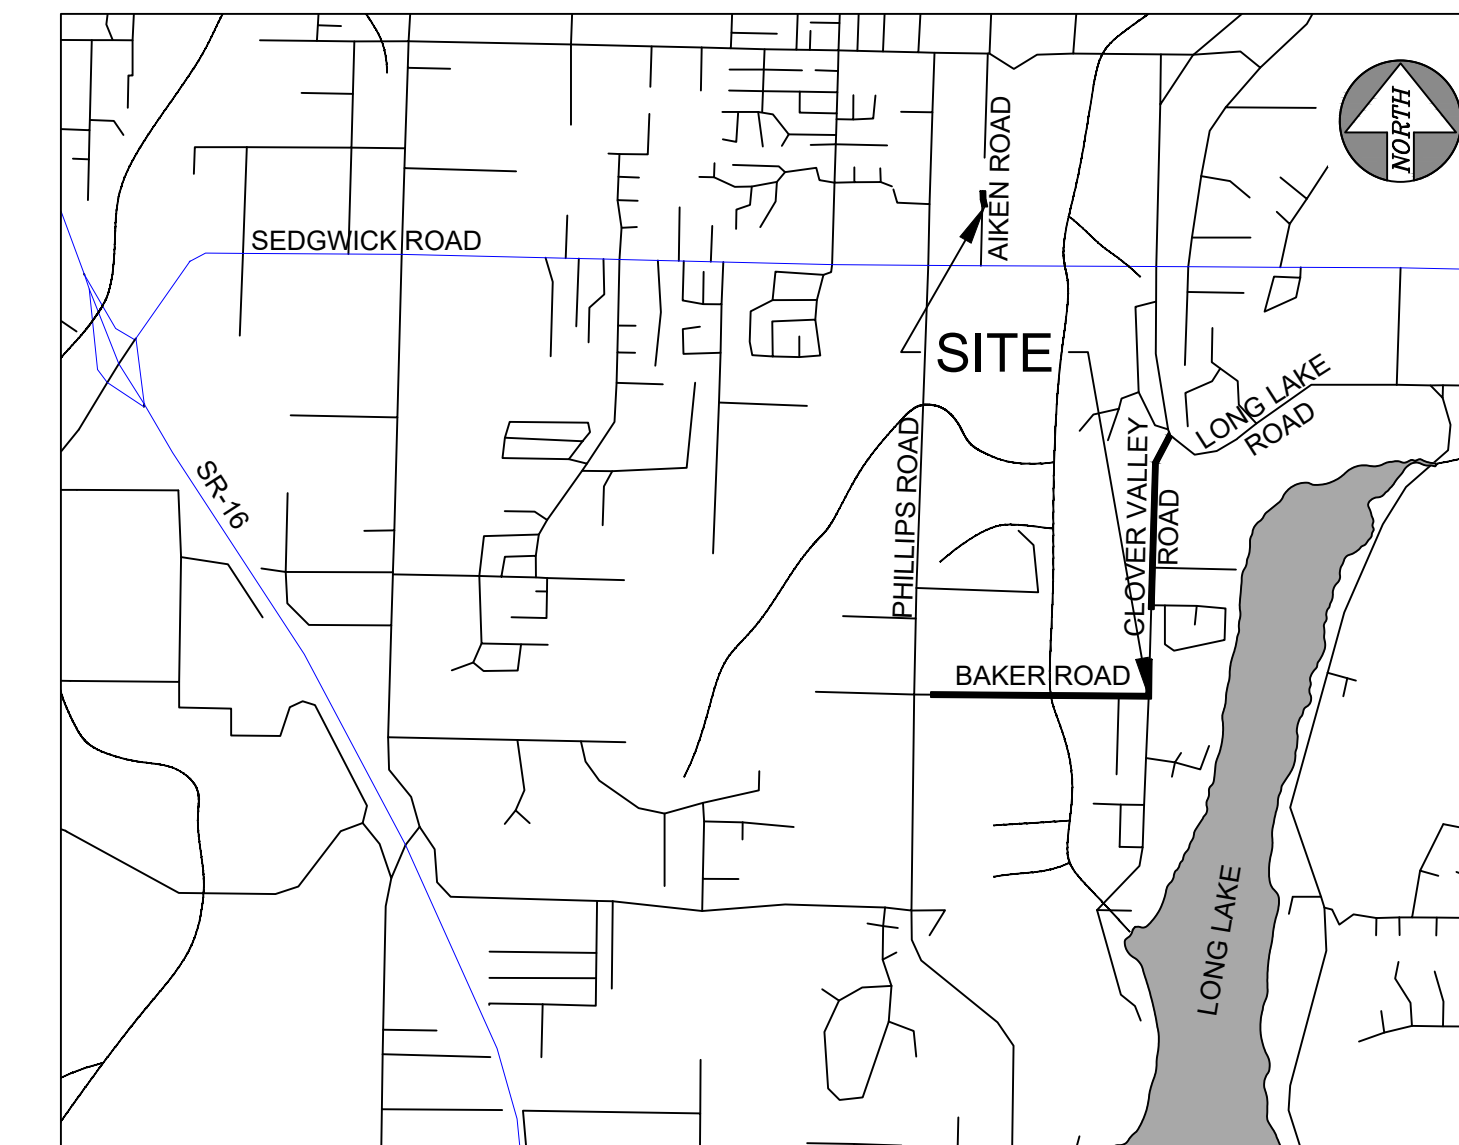 NORTH
AIKEN ROAD
SEDGWICK ROAD
SITE
LONG LAKE
ROAD
SR-16
PHILLIPS ROAD
CLOVER VALLEY
ROAD
BAKER ROAD
LONG LAKE